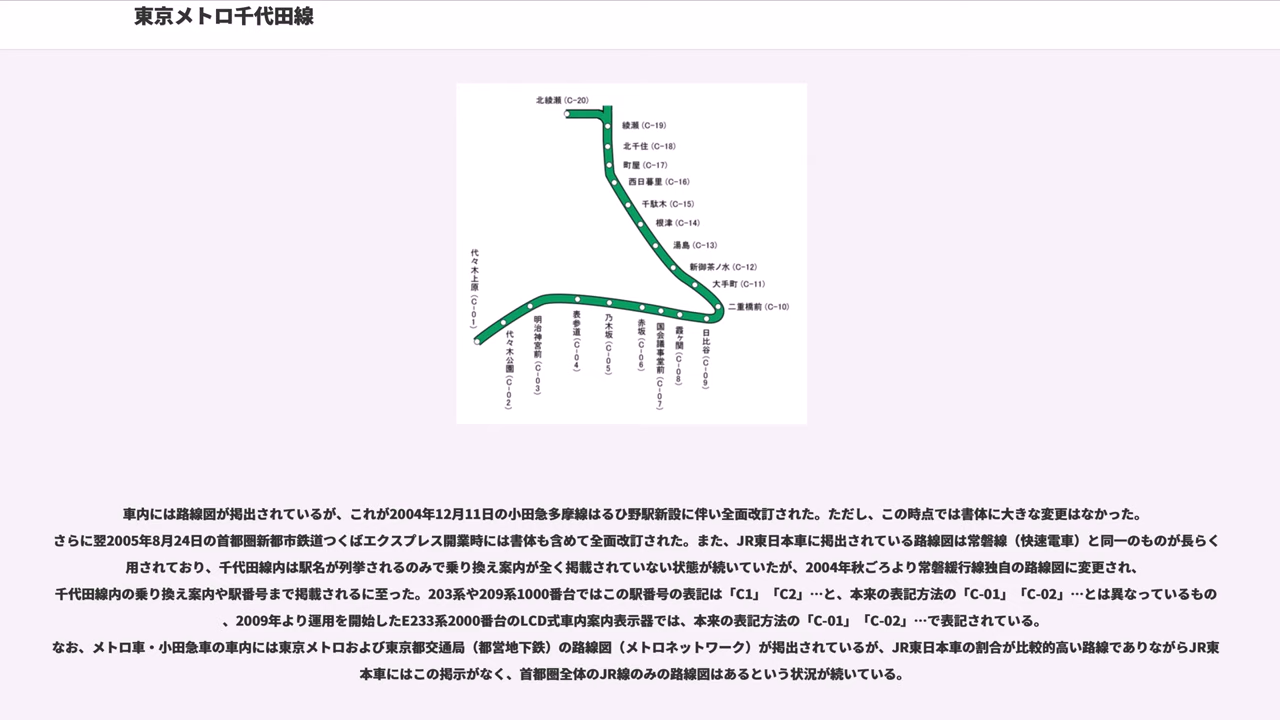 東京メトロ千代田線
北綾瀬 (C-20)
綾瀬 (C-19)
北千住 (C-18)
町屋 (C-17)
西日暮里 (C-16)
千駄木 (C-15)
根津 (C-14)
湯島 (C-13)
新御茶ノ水 (C-12)
大手町 (C-11)
二重橋前 (C-10)
代々木上原 (C-01)
代々木公園 (C-02)
明治神宮前 (C-03)
表参道 (C-04)
乃木坂 (C-05)
赤坂 (C-06)
国会議事堂前 (C-07)
霞ヶ関 (C-08)
日比谷 (C-09)
車内には路線図が掲出されているが、これが2004年12月11日の小田急多摩線はるひ野駅新設に伴い全面改訂された。ただし、この時点では書体に大きな変更はなかった。
さらに翌2005年8月24日の首都圏新都市鉄道つくばエクスプレス開業時には書体も含めて全面改訂された。また、JR東日本車に掲出されている路線図は常磐線（快速電車）と同一のものが長らく
用されており、千代田線内は駅名が列挙されるのみで乗り換え案内が全く掲載されていない状態が続いていたが、2004年秋ごろより常磐緩行線独自の路線図に変更され、
千代田線内の乗り換え案内や駅番号まで掲載されるに至った。203系や209系1000番台ではこの駅番号の表記は「C1」「C2」…と、本来の表記方法の「C-01」「C-02」…とは異なっているもの
、2009年より運用を開始したE233系2000番台のLCD式車内案内表示器では、本来の表記方法の「C-01」「C-02」…で表記されている。
なお、メトロ車・小田急車の車内には東京メトロおよび東京都交通局（都営地下鉄）の路線図（メトロネットワーク）が掲出されているが、JR東日本車の割合が比較的高い路線でありながらJR東
本車にはこの掲示がなく、首都圏全体のJR線のみの路線図はあるという状況が続いている。